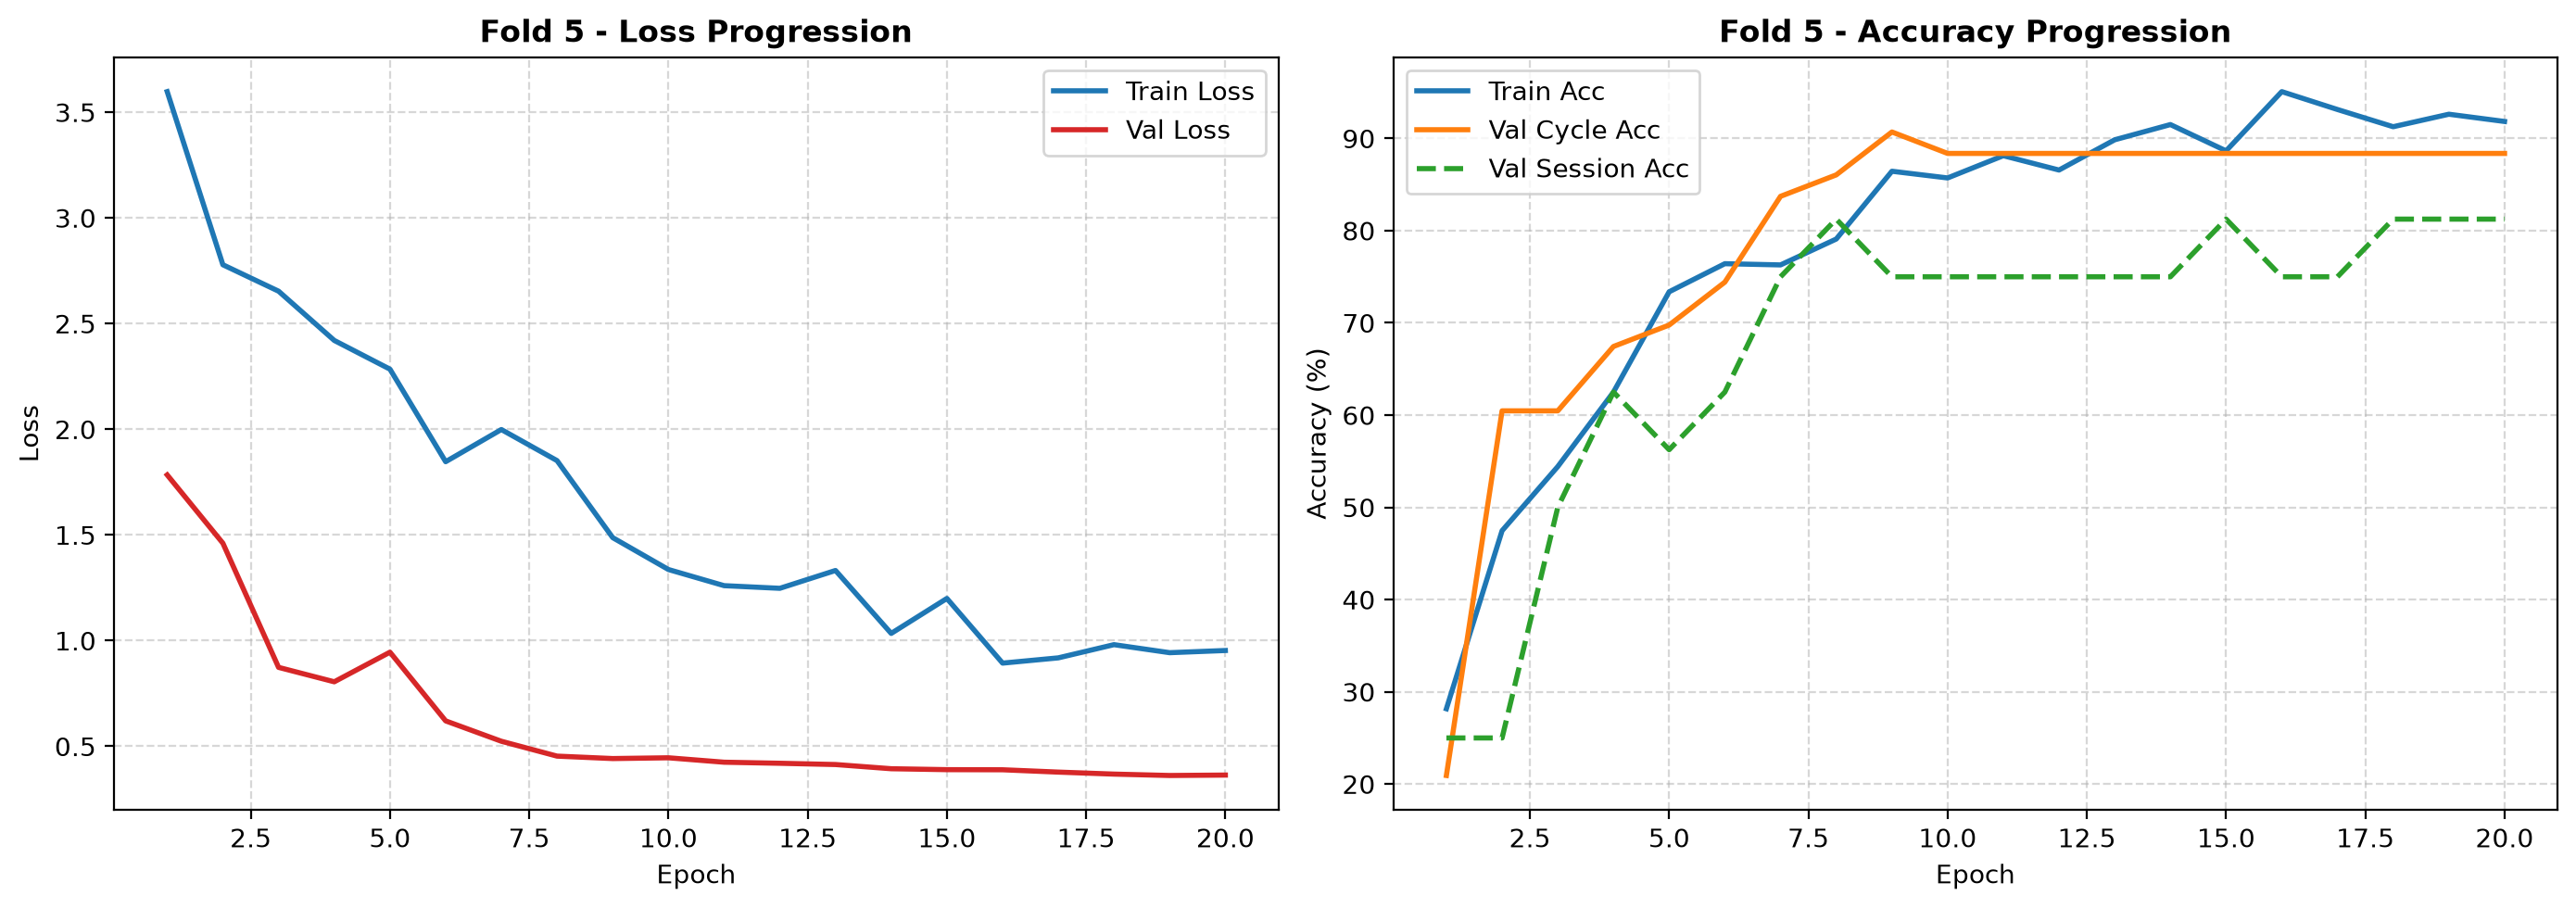 Fold 5 - Loss Progression
3.5
3.0
2.5
2.0
1.5
1.0
0.5
Loss
Train Loss
Val Loss
2.5 5.0 7.5 10.0 12.5 15.0 17.5 20.0
Epoch
Fold 5 - Accuracy Progression
90
80
70
60
50
40
30
20
Accuracy (%)
Train Acc
Val Cycle Acc
Val Session Acc
2.5 5.0 7.5 10.0 12.5 15.0 17.5 20.0
Epoch